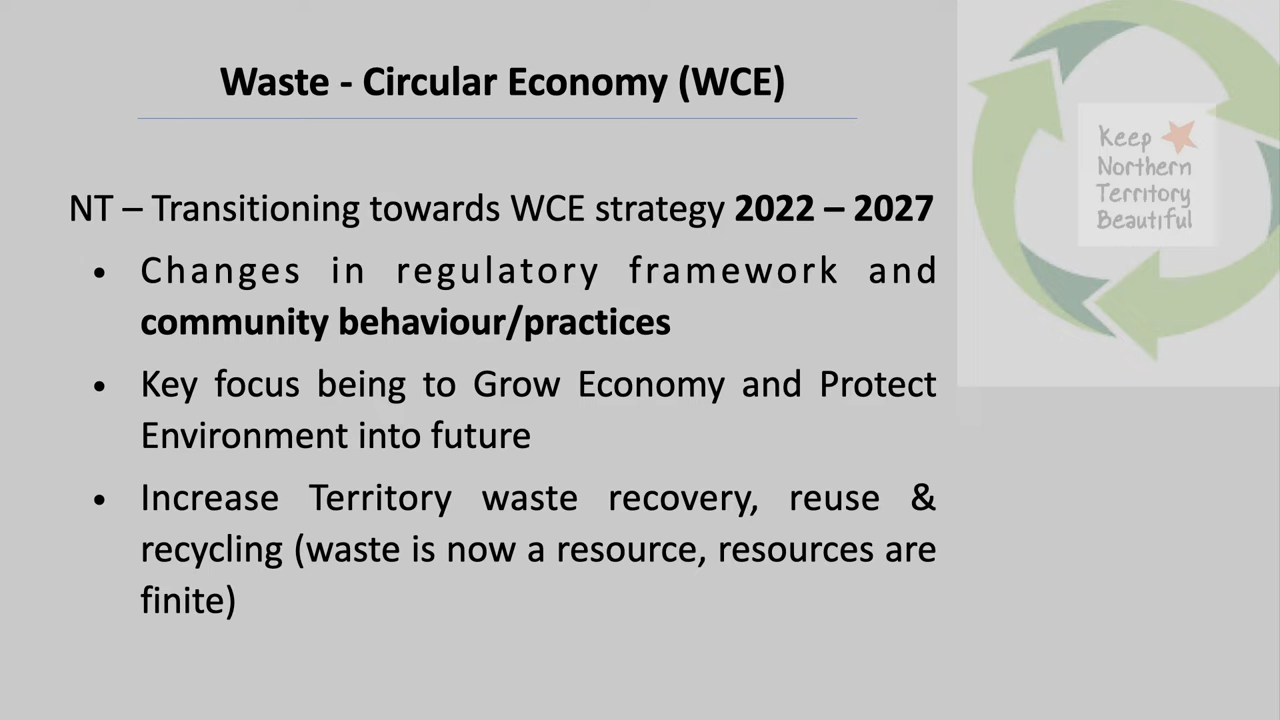 Waste - Circular Economy (WCE)
NT – Transitioning towards WCE strategy 2022 – 2027
• Changes in regulatory framework and
community behaviour/practices
• Key focus being to Grow Economy and Protect
Environment into future
• Increase Territory waste recovery, reuse &
recycling (waste is now a resource, resources are
finite)
Keep
Northern
Territory
Beautiful